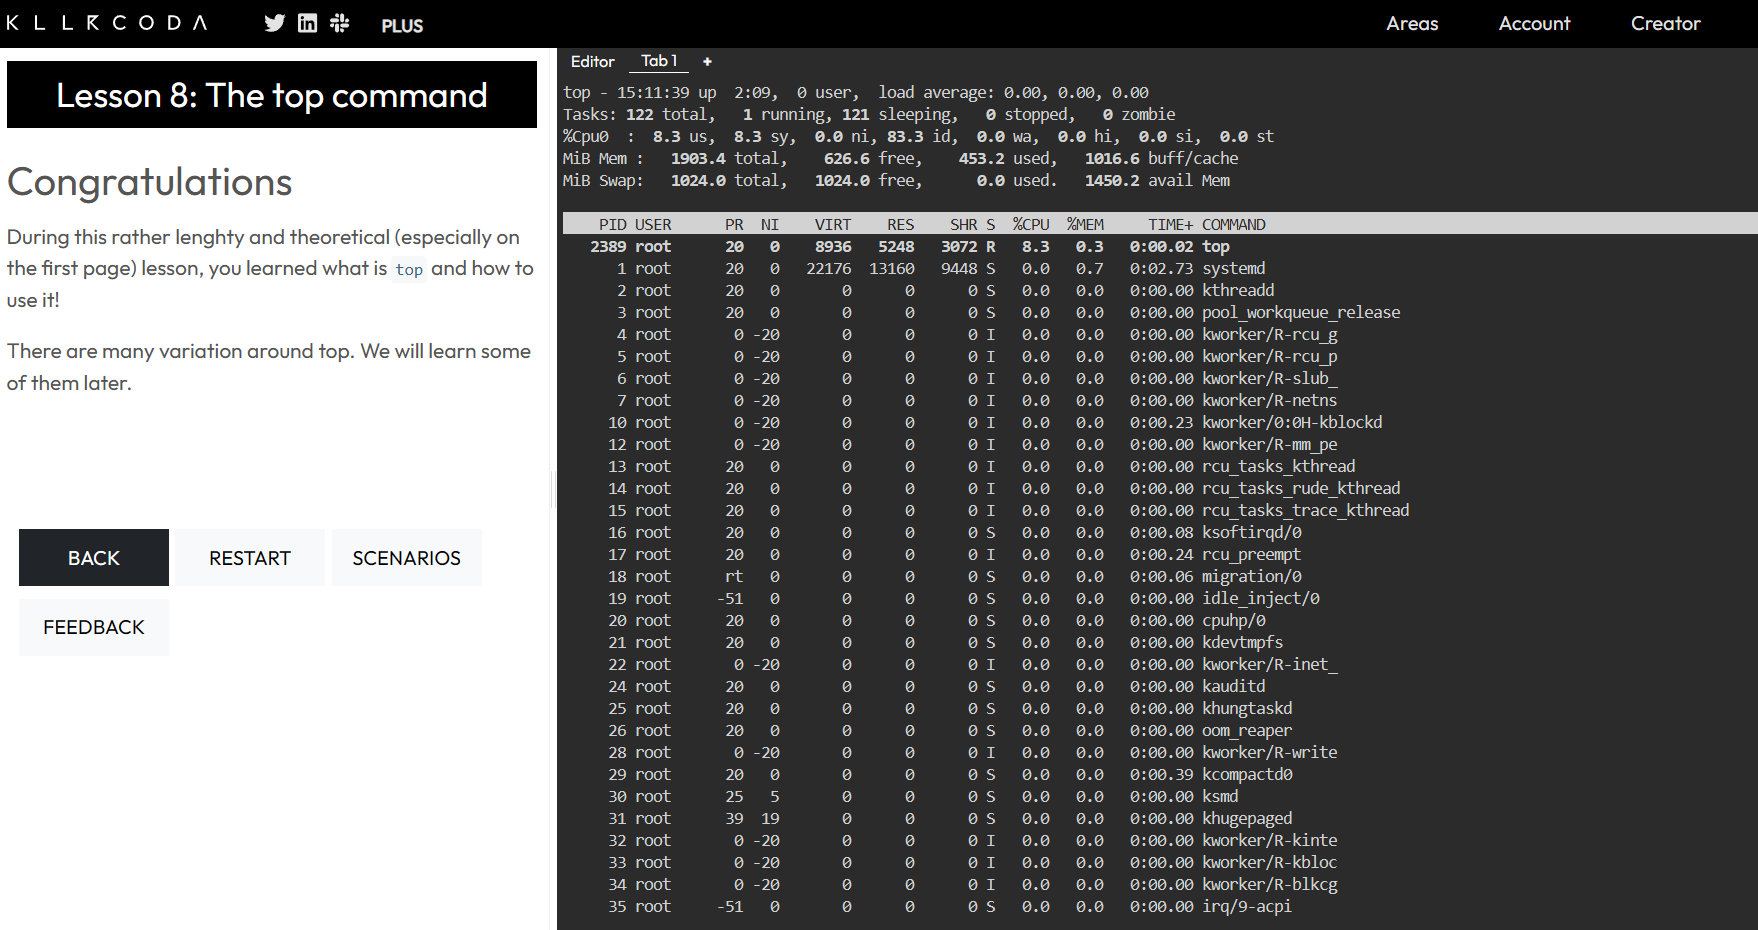 KLLRCODA PLUS Areas Account Creator
Lesson 8: The top command
Congratulations
During this rather lenghty and theoretical (especially on
the first page) lesson, you learned what is top and how to
use it!
There are many variation around top. We will learn some
of them later.
BACK RESTART SCENARIOS
FEEDBACK
Editor Tab 1 +
top - 15:11:39 up  2:09,  0 user,  load average: 0.00, 0.00, 0.00
Tasks: 122 total,   1 running, 121 sleeping,   0 stopped,   0 zombie
%Cpu0  :  8.3 us,  8.3 sy,  0.0 ni, 83.3 id,  0.0 wa,  0.0 hi,  0.0 si,  0.0 st
MiB Mem :   1903.4 total,    626.6 free,    453.2 used,   1016.6 buff/cache
MiB Swap:   1024.0 total,   1024.0 free,      0.0 used.   1450.2 avail Mem
PID USER      PR  NI    VIRT    RES    SHR S  %CPU  %MEM     TIME+ COMMAND
2389 root      20   0    8936   5248   3072 R   8.3   0.3   0:00.02 top
1 root      20   0   22176  13160   9448 S   0.0   0.7   0:02.73 systemd
2 root      20   0       0      0      0 S   0.0   0.0   0:00.00 kthreadd
3 root      20   0       0      0      0 S   0.0   0.0   0:00.00 pool_workqueue_release
4 root       0 -20       0      0      0 I   0.0   0.0   0:00.00 kworker/R-rcu_g
5 root       0 -20       0      0      0 I   0.0   0.0   0:00.00 kworker/R-rcu_p
6 root       0 -20       0      0      0 I   0.0   0.0   0:00.00 kworker/R-slub_
7 root       0 -20       0      0      0 I   0.0   0.0   0:00.00 kworker/R-netns
10 root       0 -20       0      0      0 I   0.0   0.0   0:00.23 kworker/0:0H-kblockd
12 root       0 -20       0      0      0 I   0.0   0.0   0:00.00 kworker/R-mm_pe
13 root      20   0       0      0      0 I   0.0   0.0   0:00.00 rcu_tasks_kthread
14 root      20   0       0      0      0 I   0.0   0.0   0:00.00 rcu_tasks_rude_kthread
15 root      20   0       0      0      0 I   0.0   0.0   0:00.00 rcu_tasks_trace_kthread
16 root      20   0       0      0      0 S   0.0   0.0   0:00.08 ksoftirqd/0
17 root      20   0       0      0      0 I   0.0   0.0   0:00.24 rcu_preempt
18 root      rt   0       0      0      0 S   0.0   0.0   0:00.06 migration/0
19 root     -51   0       0      0      0 S   0.0   0.0   0:00.00 idle_inject/0
20 root      20   0       0      0      0 S   0.0   0.0   0:00.00 cpuhp/0
21 root      20   0       0      0      0 S   0.0   0.0   0:00.00 kdevtmpfs
22 root       0 -20       0      0      0 I   0.0   0.0   0:00.00 kworker/R-inet_
24 root      20   0       0      0      0 S   0.0   0.0   0:00.00 kauditd
25 root      20   0       0      0      0 S   0.0   0.0   0:00.00 khungtaskd
26 root      20   0       0      0      0 S   0.0   0.0   0:00.00 oom_reaper
28 root       0 -20       0      0      0 I   0.0   0.0   0:00.00 kworker/R-write
29 root      20   0       0      0      0 S   0.0   0.0   0:00.39 kcompactd0
30 root      25   5       0      0      0 S   0.0   0.0   0:00.00 ksmd
31 root      39  19       0      0      0 S   0.0   0.0   0:00.00 khugepaged
32 root       0 -20       0      0      0 I   0.0   0.0   0:00.00 kworker/R-kinte
33 root       0 -20       0      0      0 I   0.0   0.0   0:00.00 kworker/R-kbloc
34 root       0 -20       0      0      0 I   0.0   0.0   0:00.00 kworker/R-blkcg
35 root     -51   0       0      0      0 S   0.0   0.0   0:00.00 irq/9-acpi